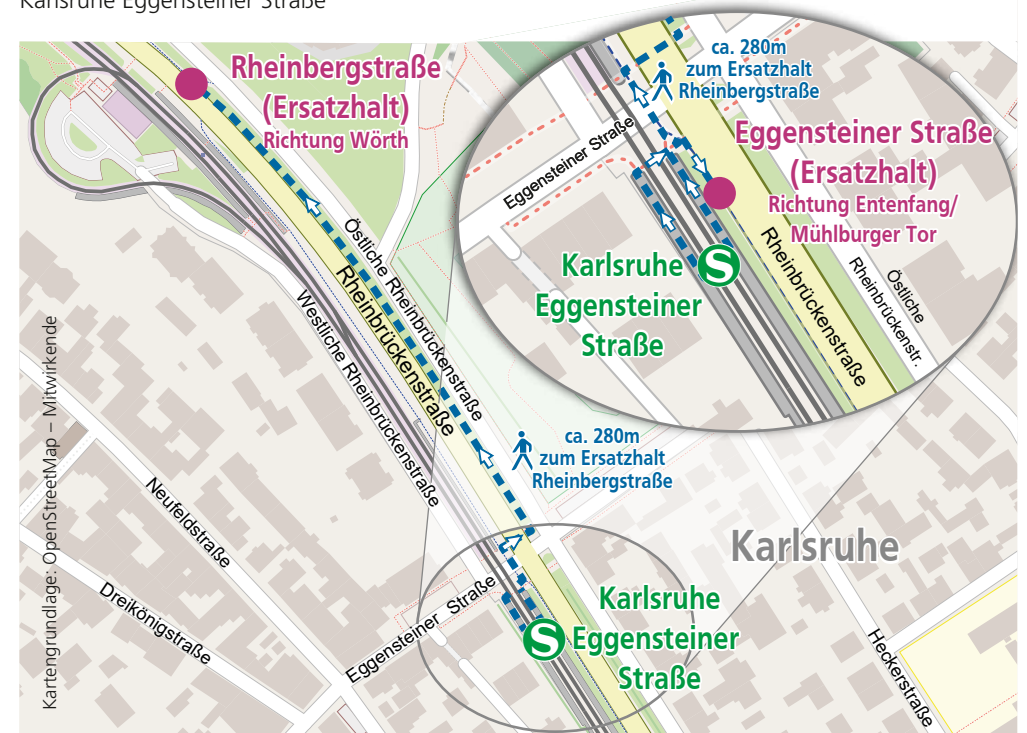 Karlsruhe Eggensteiner Straße
Rheinbergstraße
(Ersatzhalt)
Richtung Wörth
ca. 280m
zum Ersatzhalt
Rheinbergstraße
Eggensteiner Straße
Eggensteiner Straße
(Ersatzhalt)
Richtung Entenfang/
Mühlburger Tor
Karlsruhe
Eggensteiner
Straße
S
Rheinbrückenstraße
Östliche
Rheinbrückenstr.
Östliche Rheinbrückenstraße
Rheinbrückenstraße
Westliche Rheinbrückenstraße
ca. 280m
zum Ersatzhalt
Rheinbergstraße
Neufeldstraße
Dreikönigstraße
Eggensteiner Straße
Karlsruhe
Karlsruhe
Eggensteiner
Straße
S
Heckerstraße
Kartengrundlage: OpenStreetMap – Mitwirkende